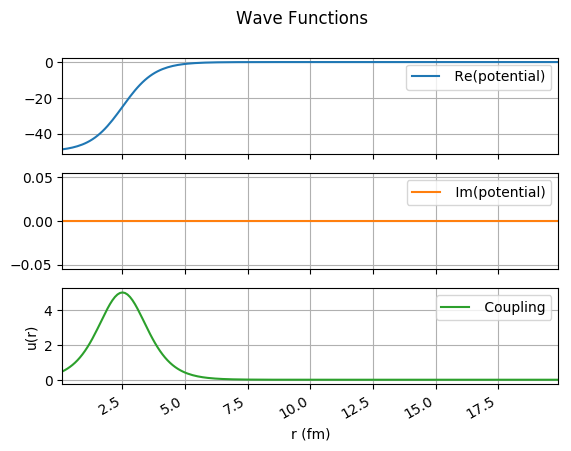 Wave Functions
0
−20
−40
Re(potential)
0.05
0.00
−0.05
Im(potential)
4
2
0
u(r)
Coupling
2.5 5.0 7.5 10.0 12.5 15.0 17.5
r (fm)